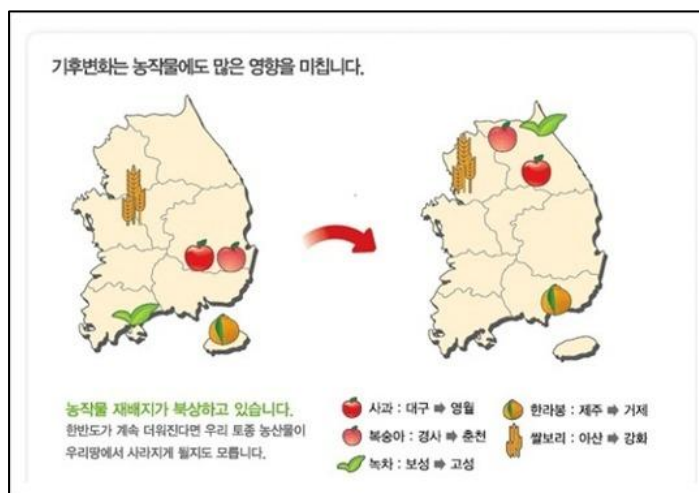 기후변화는 농작물에도 많은 영향을 미칩니다.
농작물 재배지가 북상하고 있습니다.
한반도가 계속 더워진다면 우리 토종 농산물이
우리땅에서 사라지게 될지도 모릅니다.
사과 : 대구 ➡ 영월
복숭아 : 경사 ➡ 춘천
녹차 : 보성 ➡ 고성
한라봉 : 제주 ➡ 거제
쌀보리 : 아산 ➡ 강화